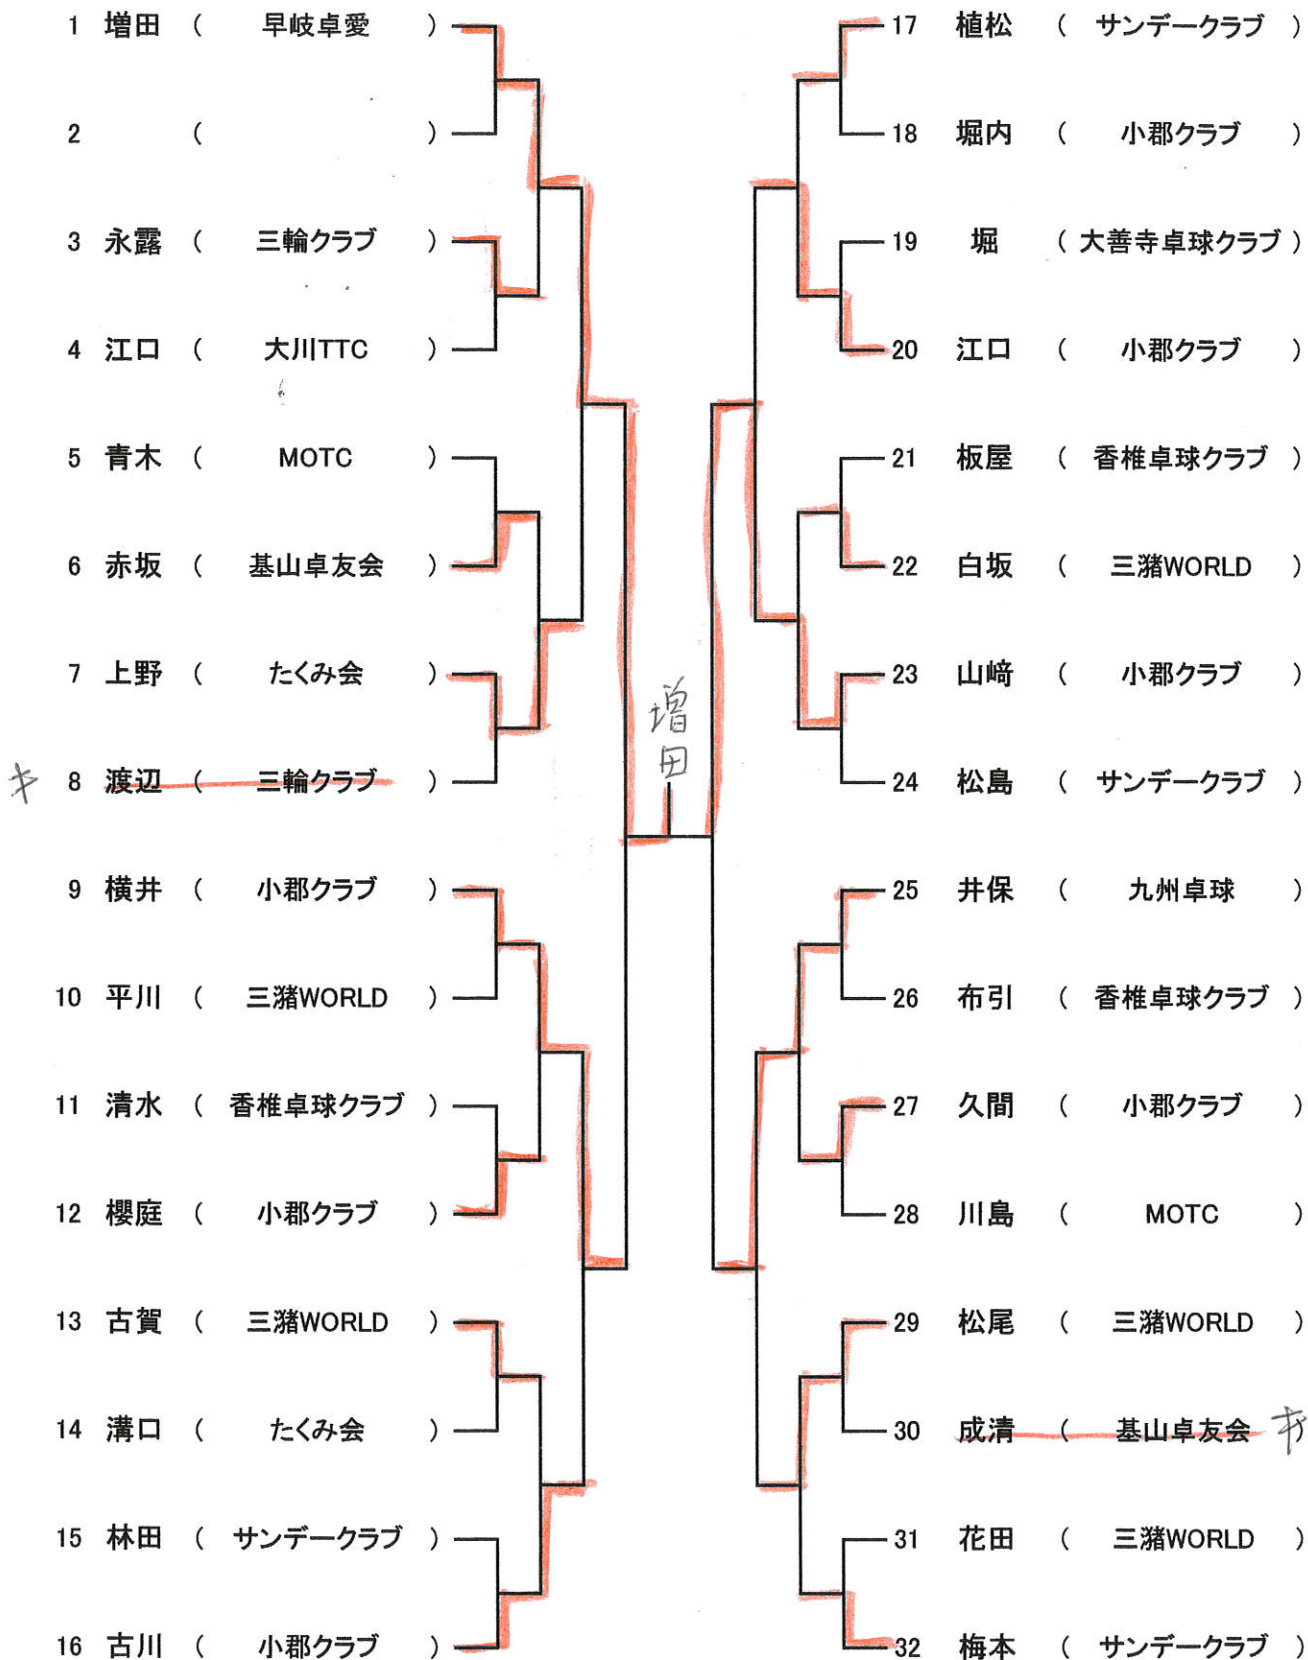 1 増田 ( 早岐卓愛 )
2 ( )
3 永露 ( 三輪クラブ )
4 江口 ( 大川TTC )
5 青木 ( MOTC )
6 赤坂 ( 基山卓友会 )
7 上野 ( たくみ会 )
キ 8 渡辺 ( 三輪クラブ )
9 横井 ( 小郡クラブ )
10 平川 ( 三潴WORLD )
11 清水 ( 香椎卓球クラブ )
12 櫻庭 ( 小郡クラブ )
13 古賀 ( 三潴WORLD )
14 溝口 ( たくみ会 )
15 林田 ( サンデークラブ )
16 古川 ( 小郡クラブ )
増田
17 植松 ( サンデークラブ )
18 堀内 ( 小郡クラブ )
19 堀 ( 大善寺卓球クラブ )
20 江口 ( 小郡クラブ )
21 板屋 ( 香椎卓球クラブ )
22 白坂 ( 三潴WORLD )
23 山﨑 ( 小郡クラブ )
24 松島 ( サンデークラブ )
25 井保 ( 九州卓球 )
26 布引 ( 香椎卓球クラブ )
27 久間 ( 小郡クラブ )
28 川島 ( MOTC )
29 松尾 ( 三潴WORLD )
30 成清 ( 基山卓友会 ) キ
31 花田 ( 三潴WORLD )
32 梅本 ( サンデークラブ )